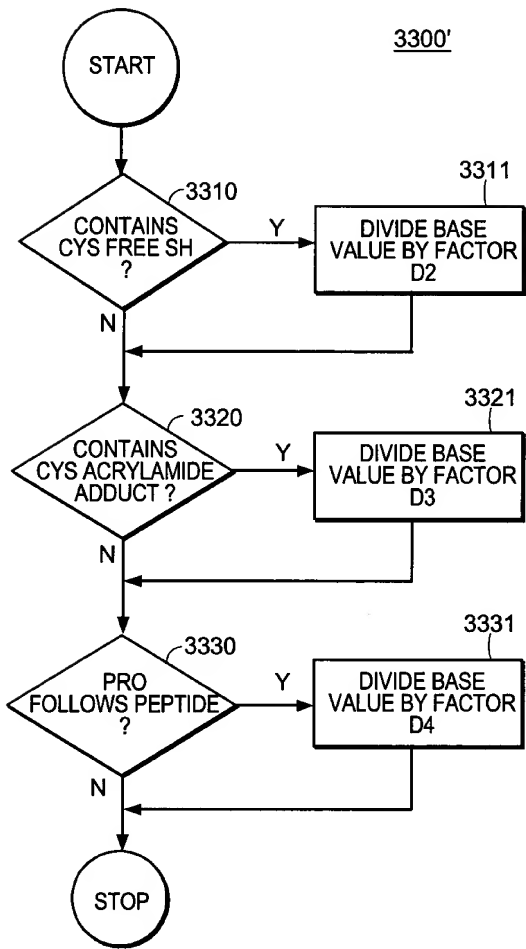 3300'
START
3310
CONTAINS
CYS FREE SH
?
Y
3311
DIVIDE BASE
VALUE BY FACTOR
D2
N
3320
CONTAINS
CYS ACRYLAMIDE
ADDUCT ?
Y
3321
DIVIDE BASE
VALUE BY FACTOR
D3
N
3330
PRO
FOLLOWS PEPTIDE
?
Y
3331
DIVIDE BASE
VALUE BY FACTOR
D4
N
STOP